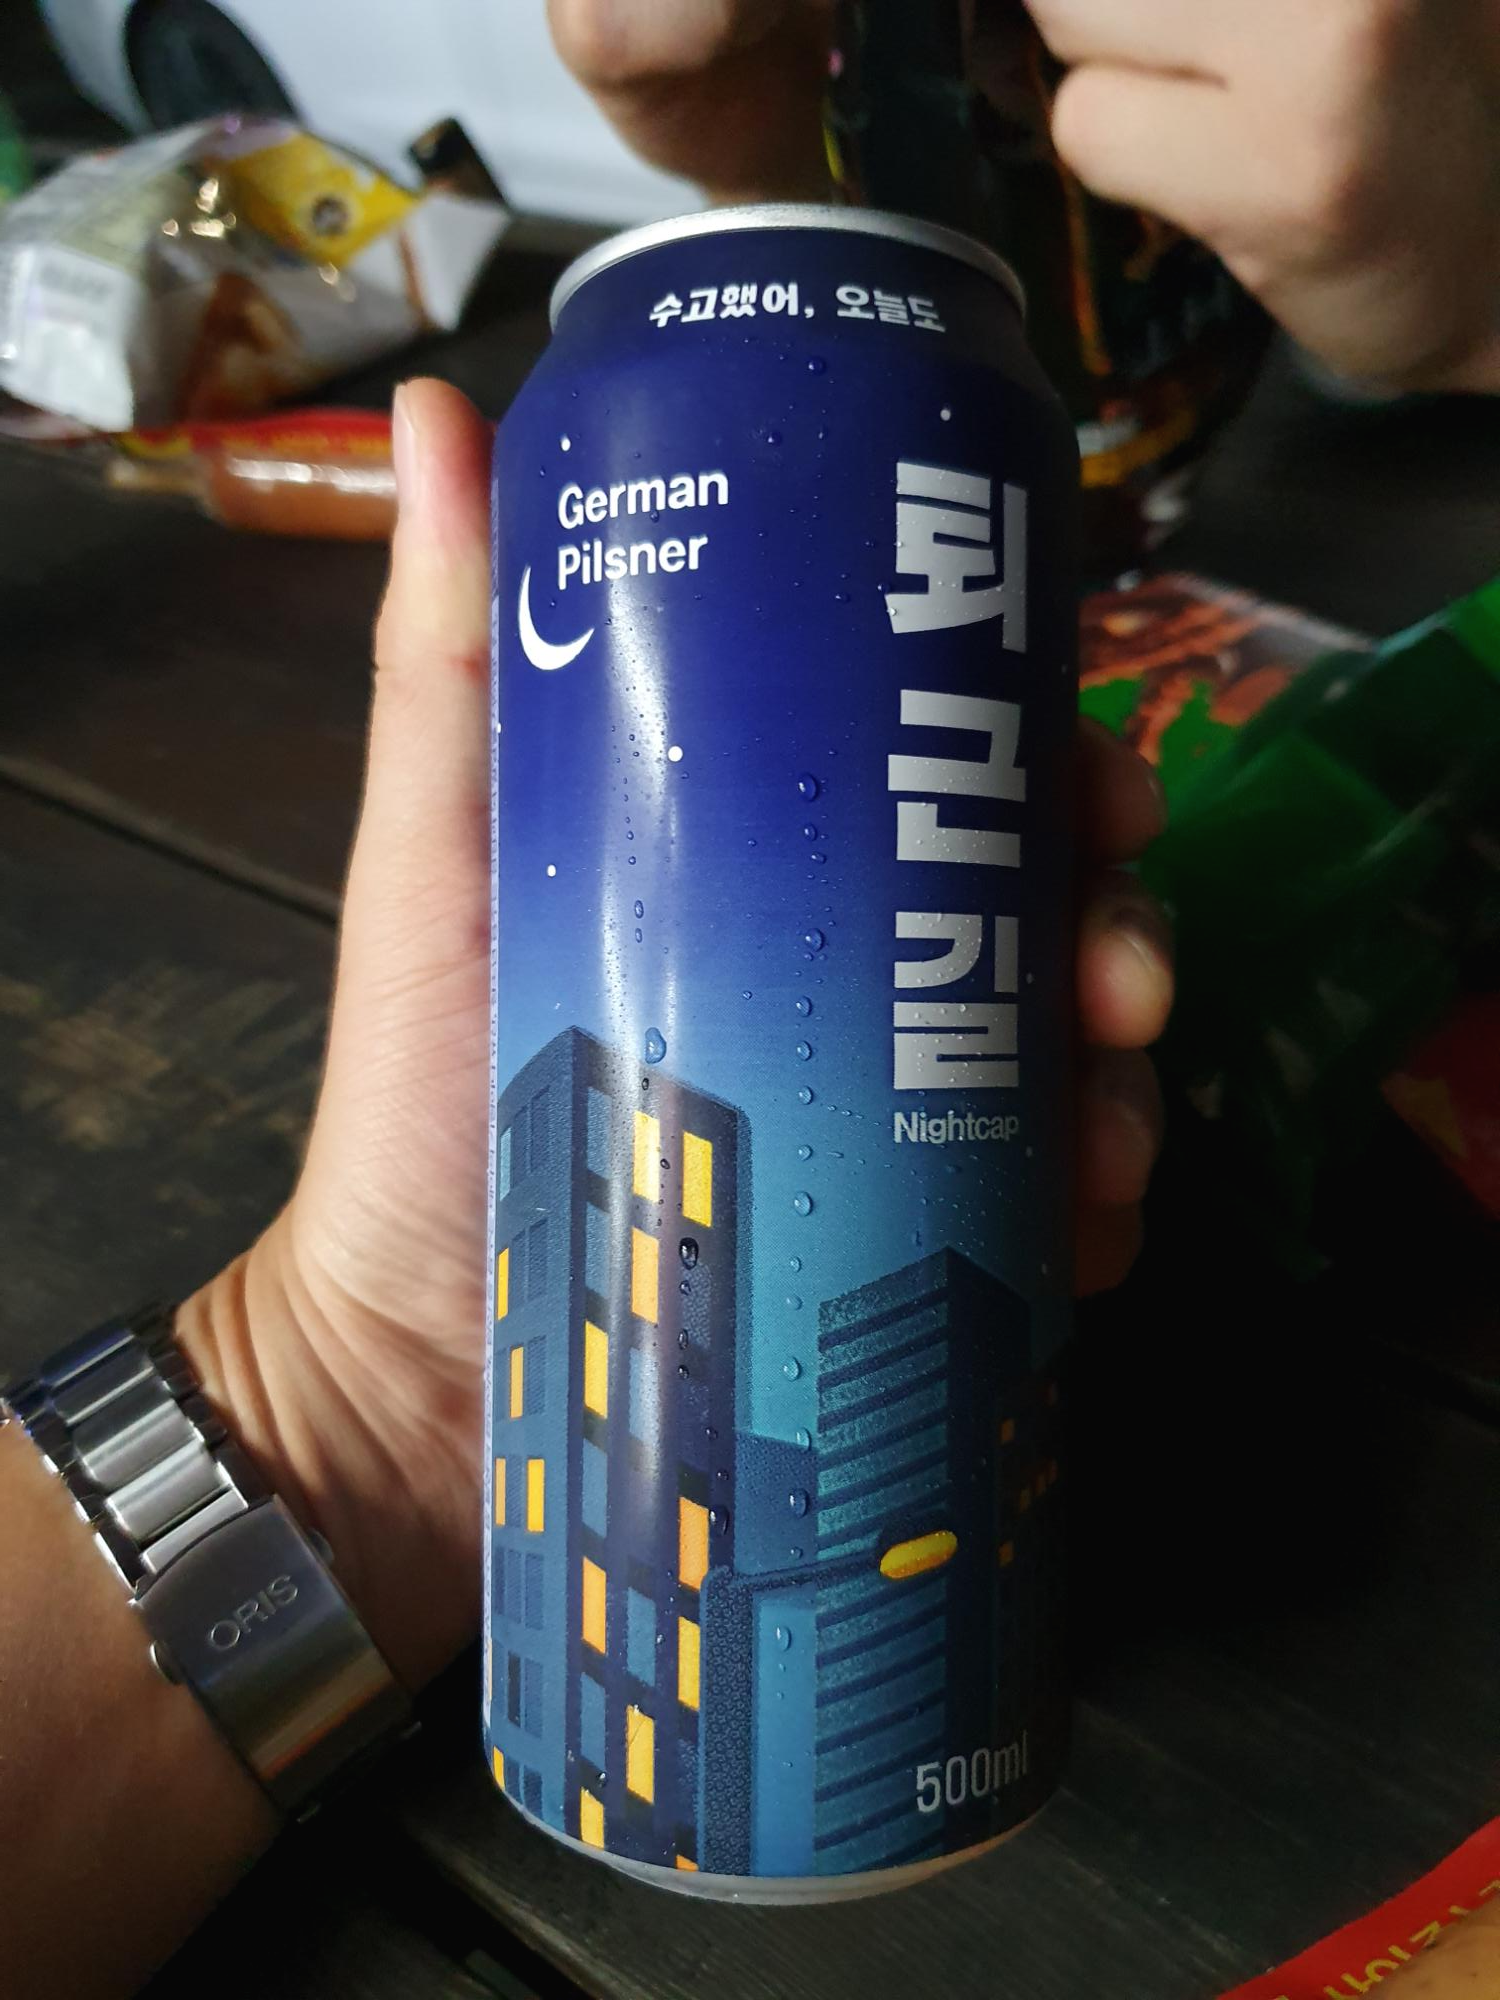 수고했어, 오늘도
German
Pilsner
퇴근길
Nightcap
500ml
ORIS